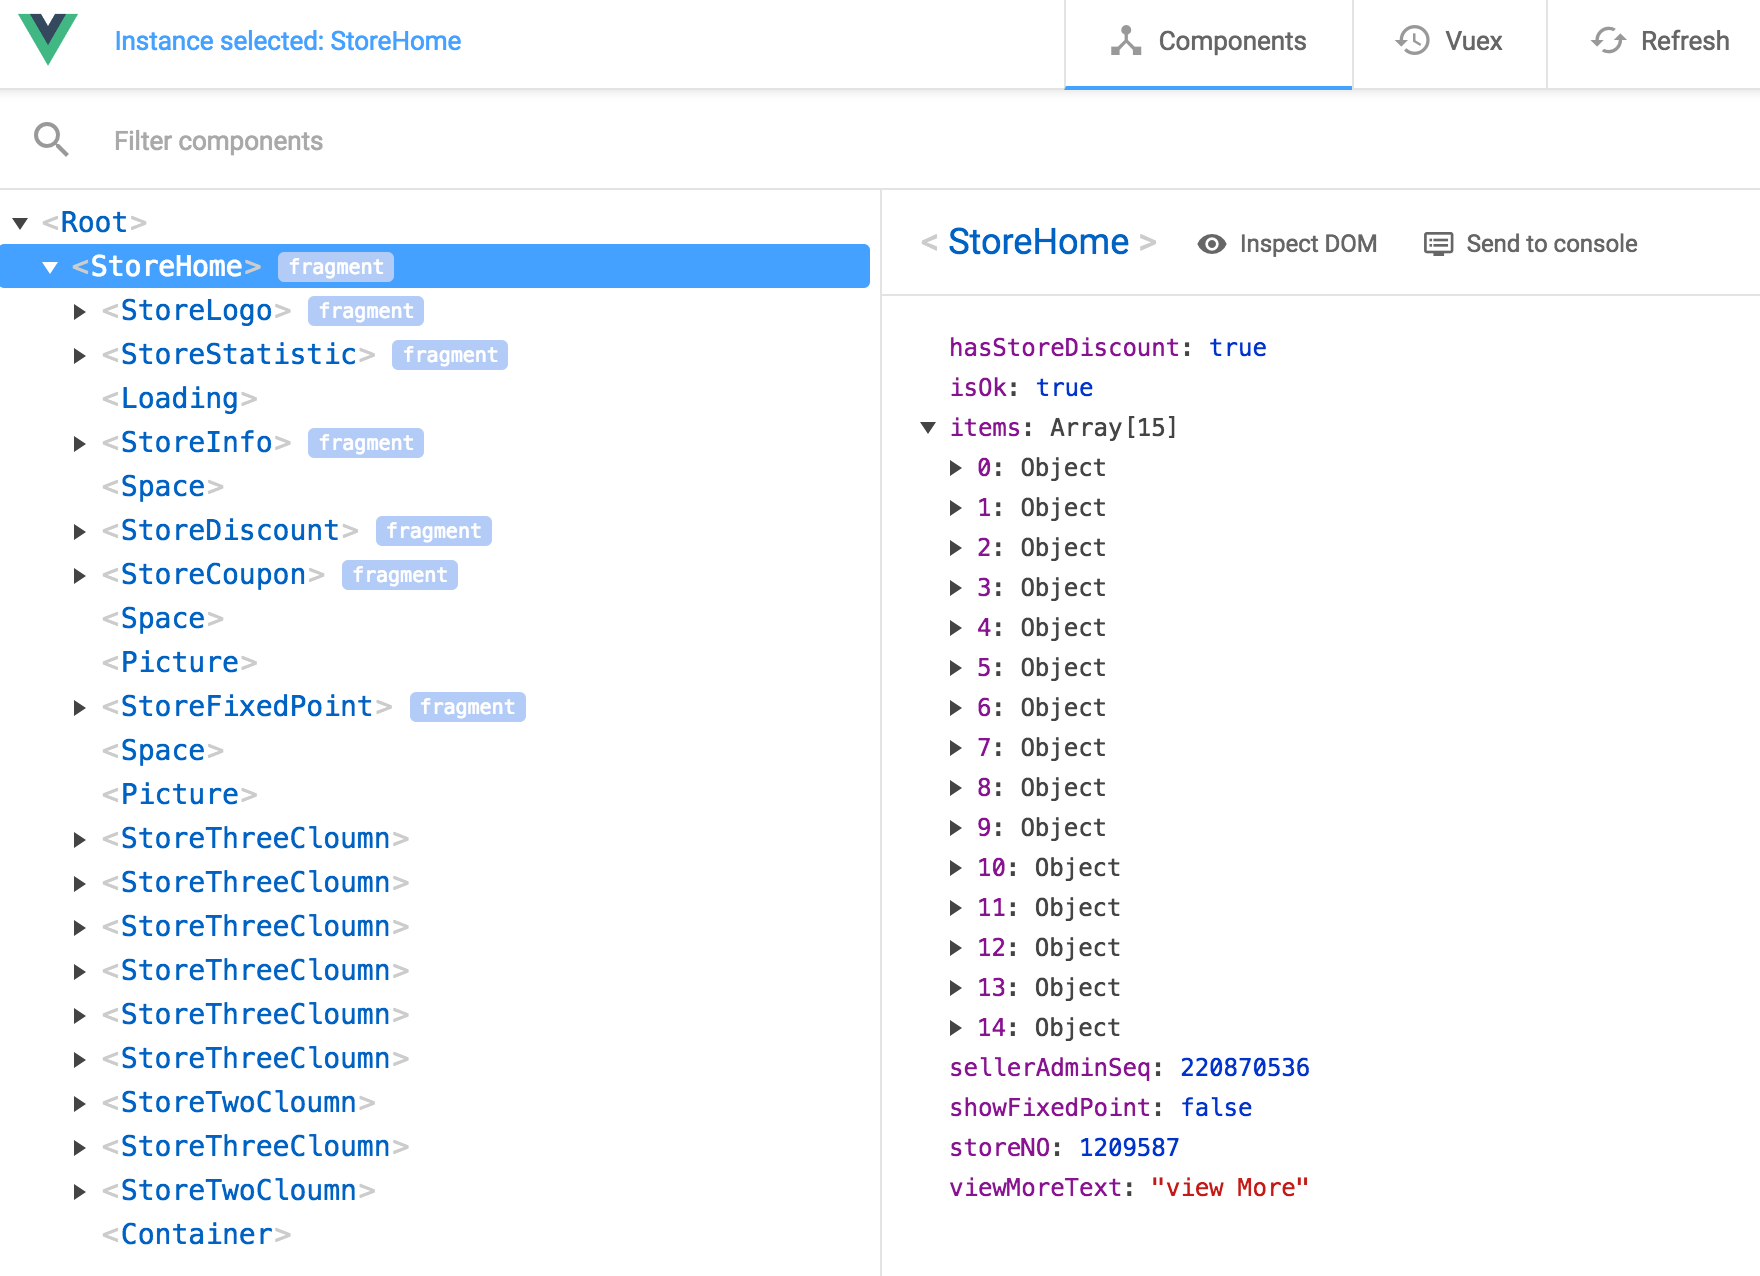 Instance selected: StoreHome
Components
Vuex
Refresh
Filter components
<Root>
<StoreHome> fragment
<StoreLogo> fragment
<StoreStatistic> fragment
<Loading>
<StoreInfo> fragment
<Space>
<StoreDiscount> fragment
<StoreCoupon> fragment
<Space>
<Picture>
<StoreFixedPoint> fragment
<Space>
<Picture>
<StoreThreeCloumn>
<StoreThreeCloumn>
<StoreThreeCloumn>
<StoreThreeCloumn>
<StoreThreeCloumn>
<StoreThreeCloumn>
<StoreTwoCloumn>
<StoreThreeCloumn>
<StoreTwoCloumn>
<Container>
< StoreHome > Inspect DOM Send to console
hasStoreDiscount: true
isOk: true
items: Array[15]
0: Object
1: Object
2: Object
3: Object
4: Object
5: Object
6: Object
7: Object
8: Object
9: Object
10: Object
11: Object
12: Object
13: Object
14: Object
sellerAdminSeq: 220870536
showFixedPoint: false
storeNO: 1209587
viewMoreText: "view More"